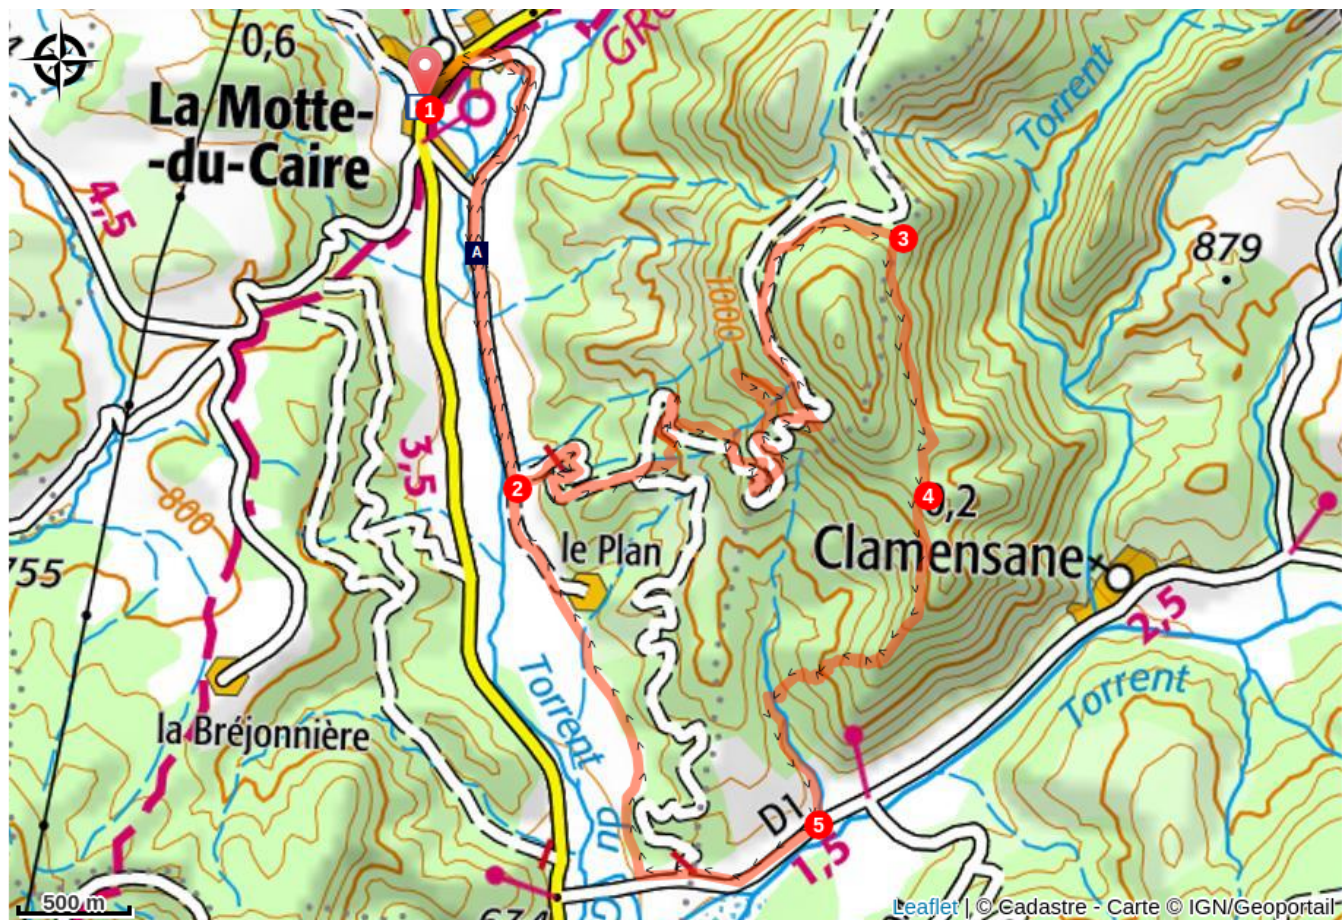 0,6
GR
Torrent
La Motte-
-du-Caire
1
4,5
3
879
A
1000
3,5
2
4
0,2
800
le Plan
Clamensane
755
2,5
Torrent
Torrent
la Bréjonnière
du
D1
5
1,5
500 m
674
G
Leaflet | © Cadastre - Carte © IGN/Geoportail